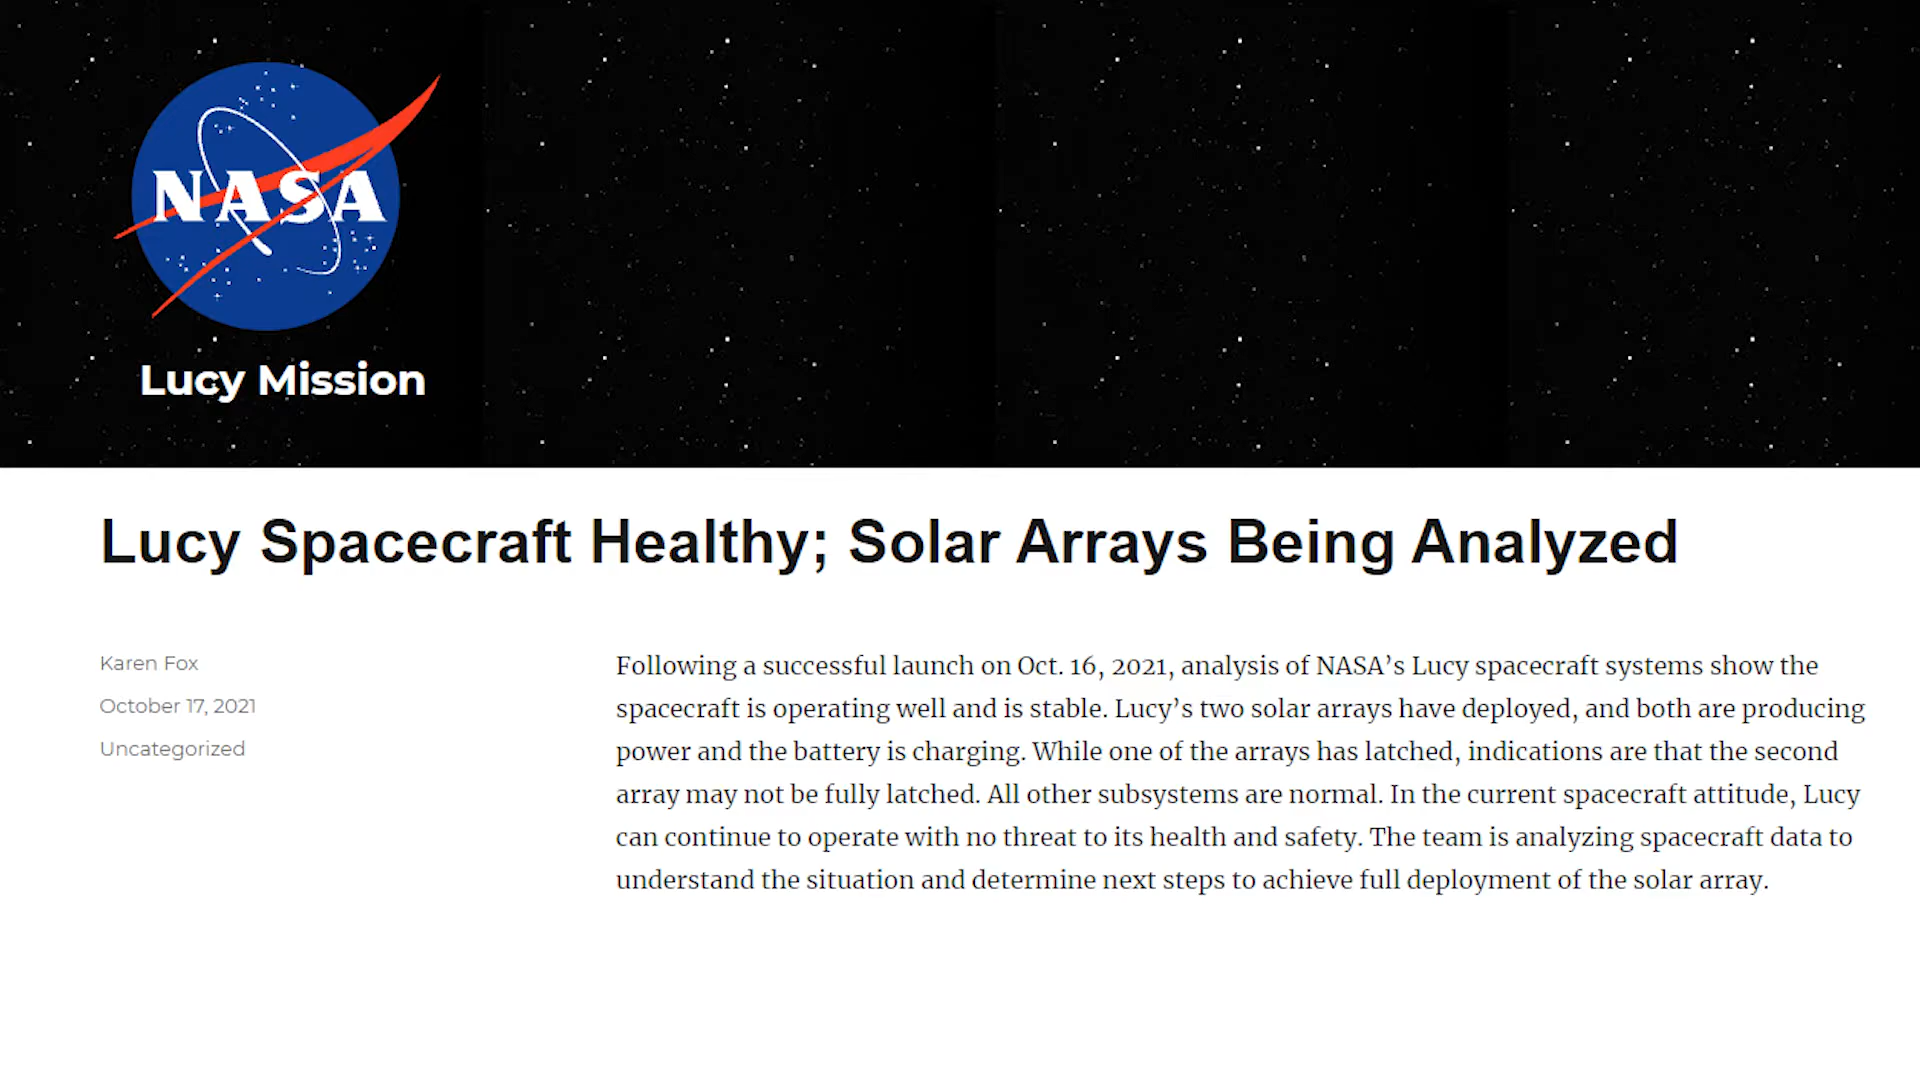 NASA
Lucy Mission
Lucy Spacecraft Healthy; Solar Arrays Being Analyzed
Karen Fox
October 17, 2021
Uncategorized
Following a successful launch on Oct. 16, 2021, analysis of NASA’s Lucy spacecraft systems show the
spacecraft is operating well and is stable. Lucy’s two solar arrays have deployed, and both are producing
power and the battery is charging. While one of the arrays has latched, indications are that the second
array may not be fully latched. All other subsystems are normal. In the current spacecraft attitude, Lucy
can continue to operate with no threat to its health and safety. The team is analyzing spacecraft data to
understand the situation and determine next steps to achieve full deployment of the solar array.